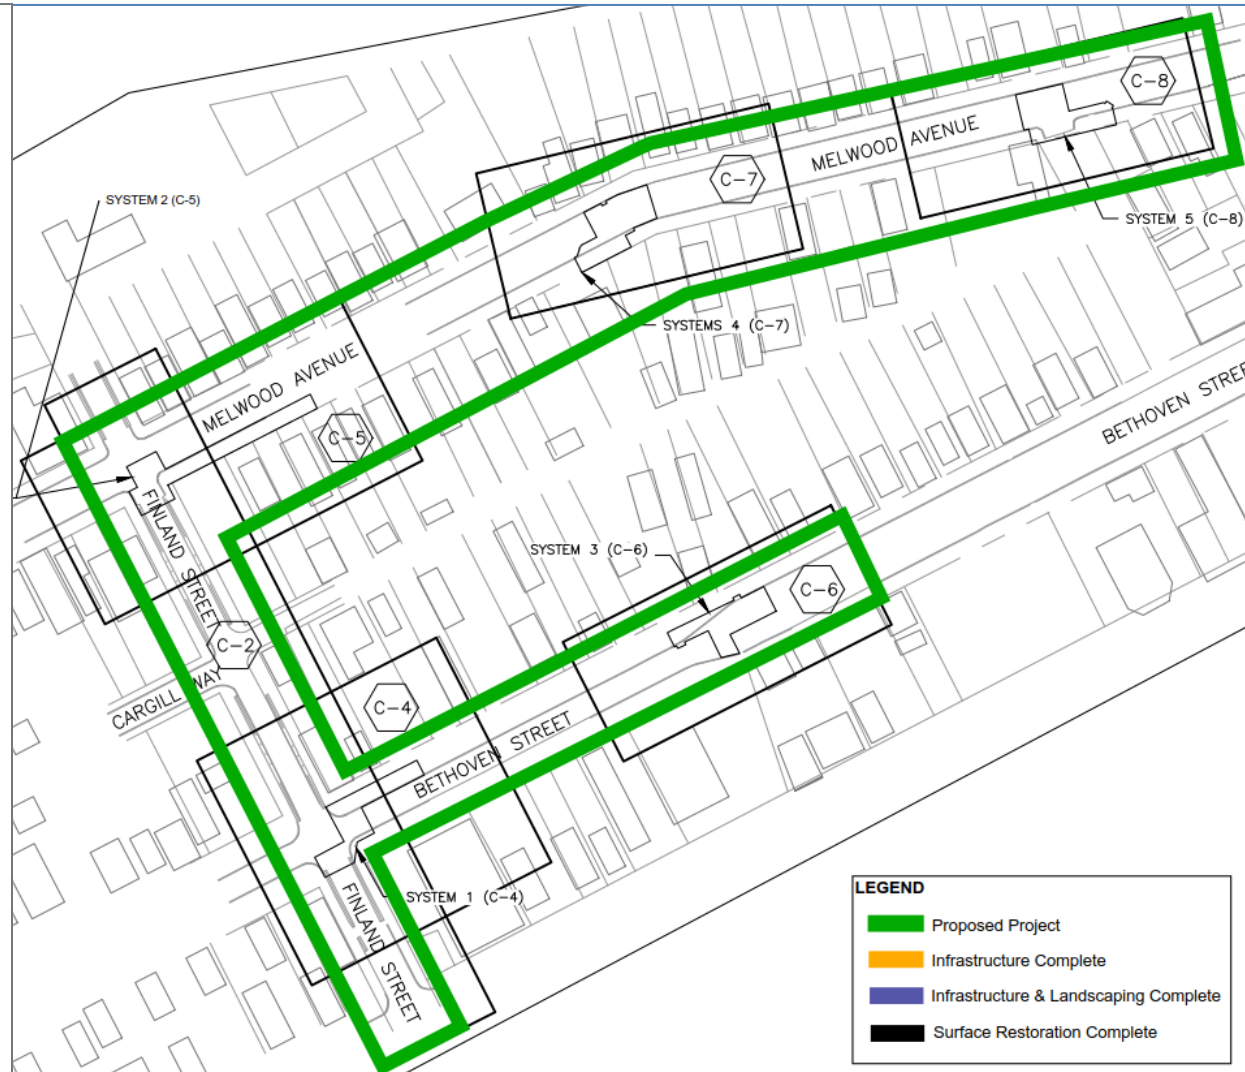 C-8
MELWOOD AVENUE
C-7
SYSTEM 2 (C-5)
SYSTEM 5 (C-8)
SYSTEMS 4 (C-7)
MELWOOD AVENUE
BETHOVEN STREET
C-5
FINLAND STREET
SYSTEM 3 (C-6)
C-6
C-2
CARGILL WAY
C-4
BETHOVEN STREET
SYSTEM 1 (C-4)
FINLAND STREET
LEGEND
Proposed Project
Infrastructure Complete
Infrastructure & Landscaping Complete
Surface Restoration Complete